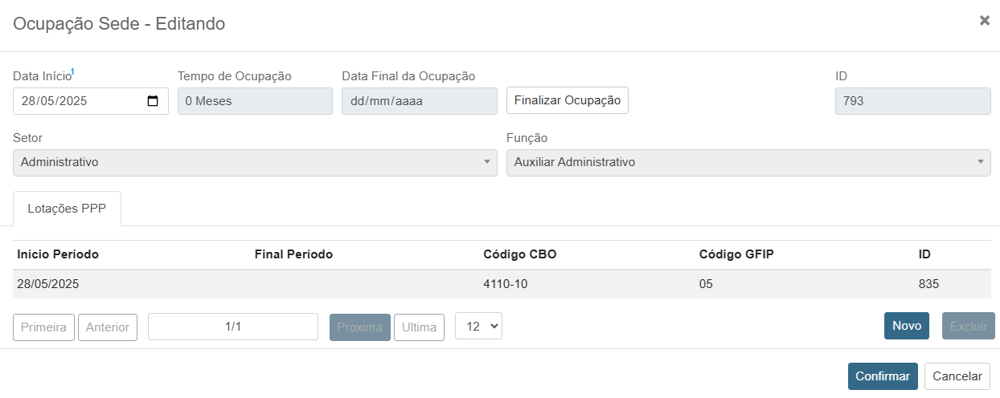 Ocupação Sede - Editando ×
Data Início1 Tempo de Ocupação Data Final da Ocupação ID
28/05/2025 0 Meses dd/mm/aaaa Finalizar Ocupação 793
Setor Função
Administrativo Auxiliar Administrativo
Lotações PPP
Início Período Final Período Código CBO Código GFIP ID
28/05/2025 4110-10 05 835
Primeira Anterior 1/1 Proxima Ultima 12 Novo Excluir
Confirmar Cancelar